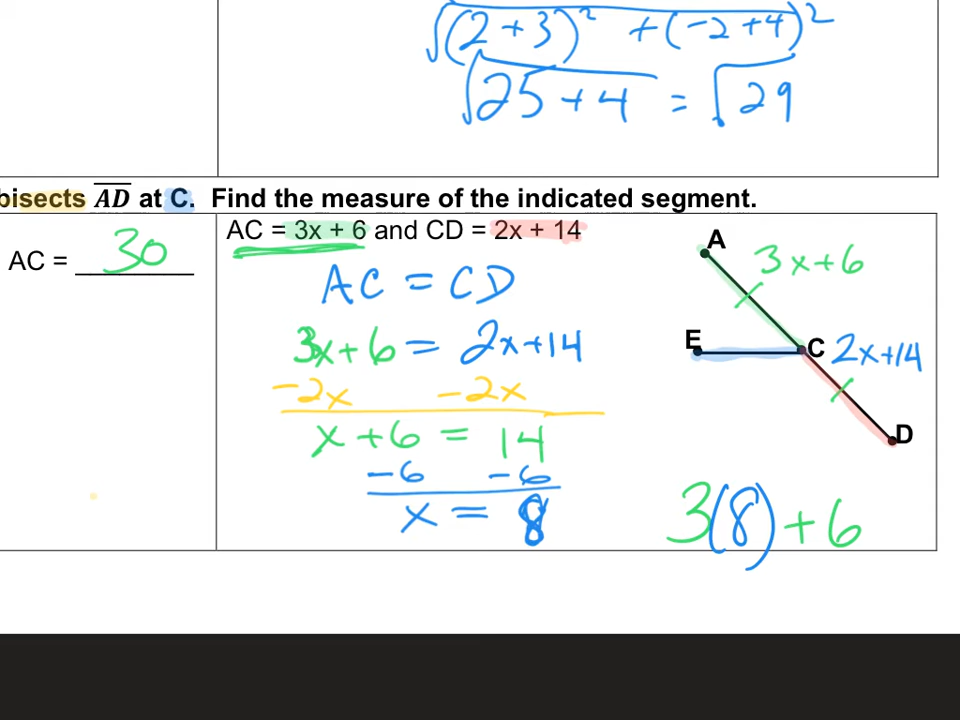 √(2+3)² +(-2+4)²
√25+4 = √29
bisects AD at C. Find the measure of the indicated segment.
AC = 30
AC = 3x + 6 and CD = 2x + 14
AC = CD
3x+6 = 2x+14
-2x -2x
x+6 = 14
-6 -6
x = 8
A
3x+6
E
C 2x+14
D
3(8)+6